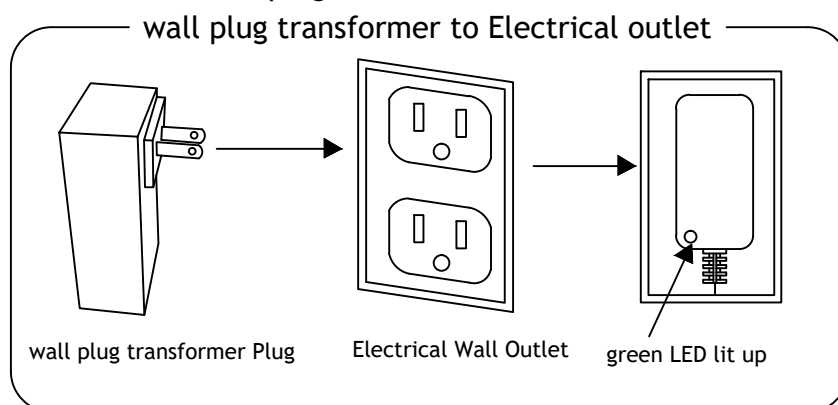 wall plug transformer to Electrical outlet
wall plug transformer Plug
Electrical Wall Outlet
green LED lit up